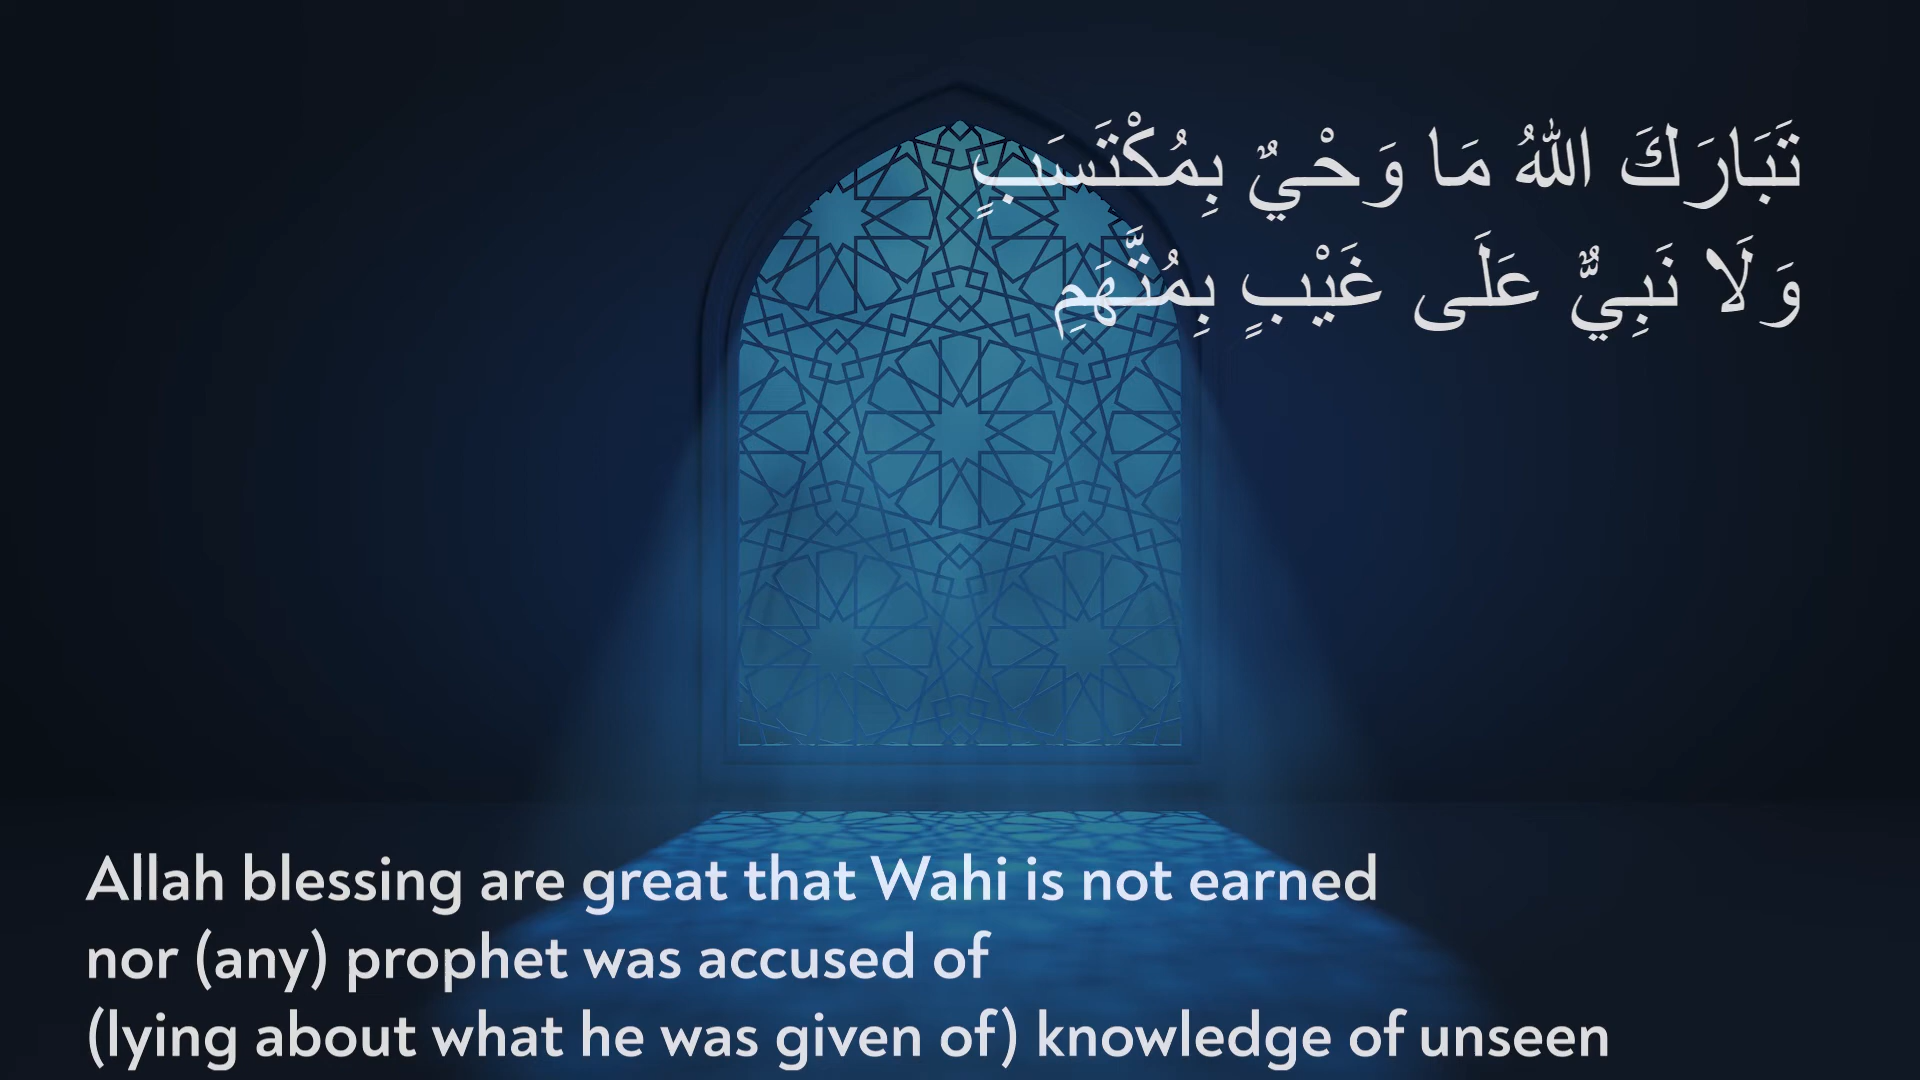 تَبَارَكَ اللهُ مَا وَحْيٌ بِمُكْتَسَبٍ
وَلَا نَبِيٌّ عَلَى غَيْبٍ بِمُتَّهَمِ
Allah blessing are great that Wahi is not earned
nor (any) prophet was accused of
(lying about what he was given of) knowledge of unseen